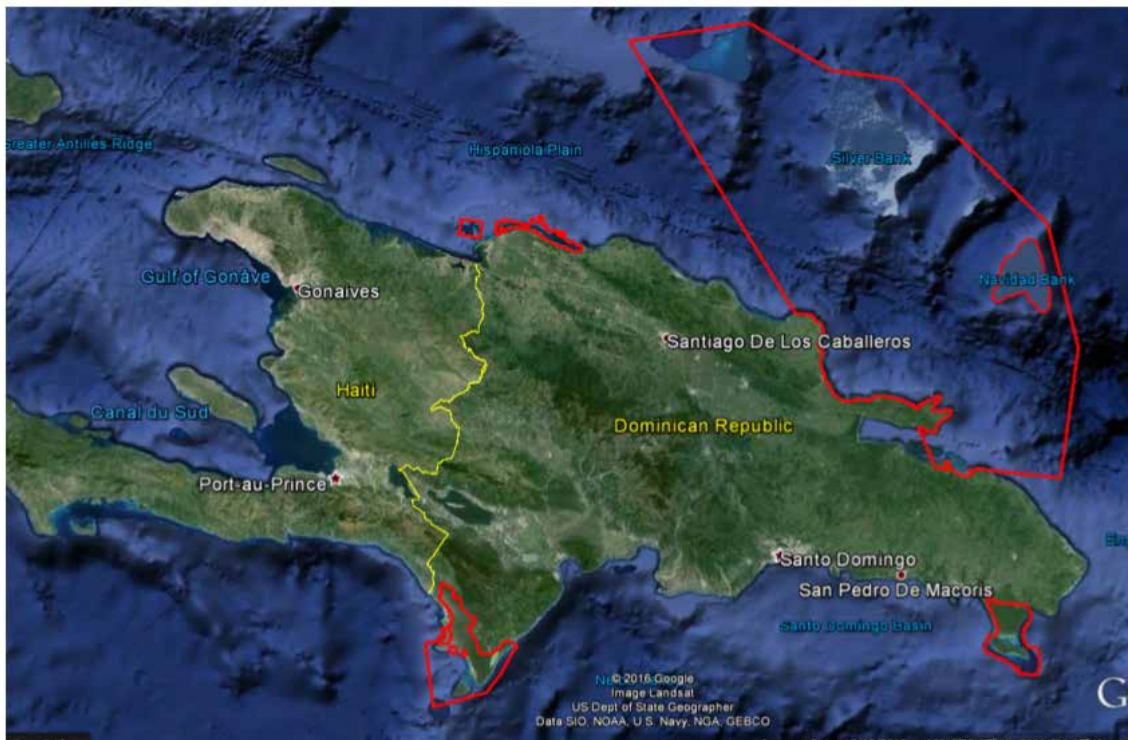 Greater Antilles Ridge
Hispaniola Plain
Silver Bank
Gulf of Gonâve
Gonaives
Navidad Bank
Santiago De Los Caballeros
Haiti
Canal du Sud
Dominican Republic
Port-au-Prince
Santo Domingo
San Pedro De Macoris
Santo Domingo Basin
© 2016 Google
Image Landsat
US Dept of State Geographer
Data SIO, NOAA, U.S. Navy, NGA, GEBCO
G